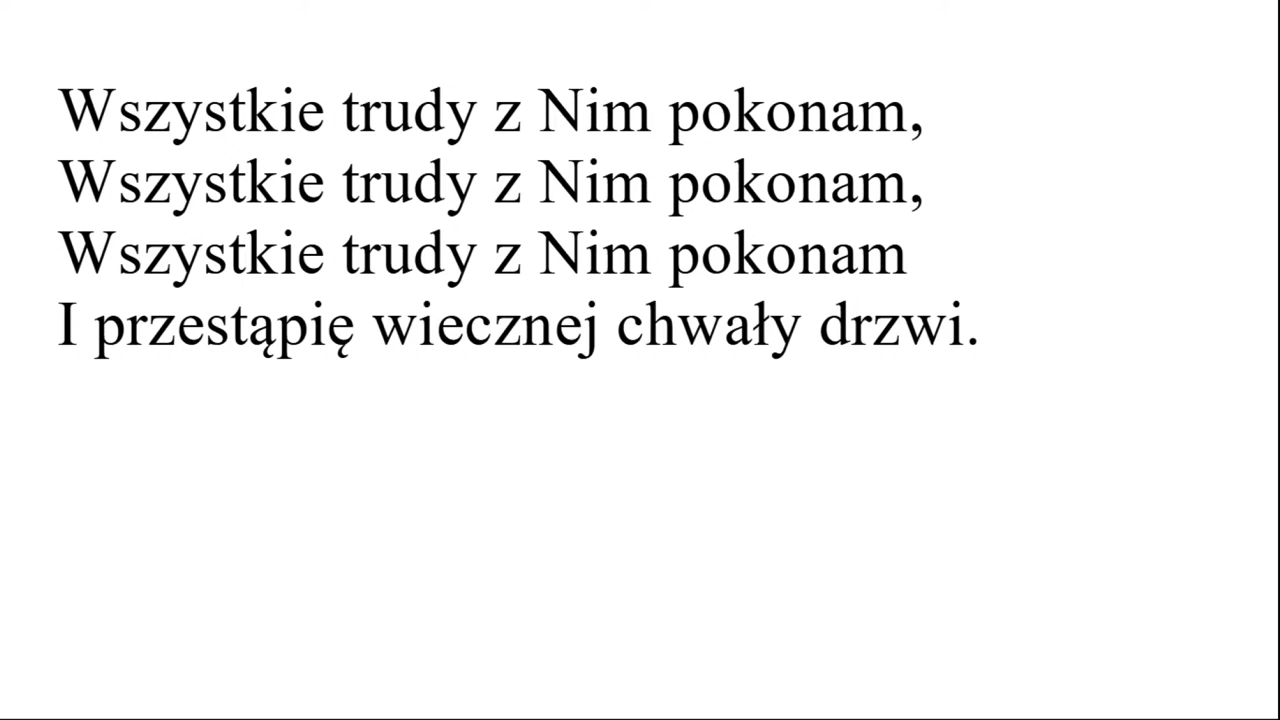 Wszystkie trudy z Nim pokonam,
Wszystkie trudy z Nim pokonam,
Wszystkie trudy z Nim pokonam
I przestąpię wiecznej chwały drzwi.